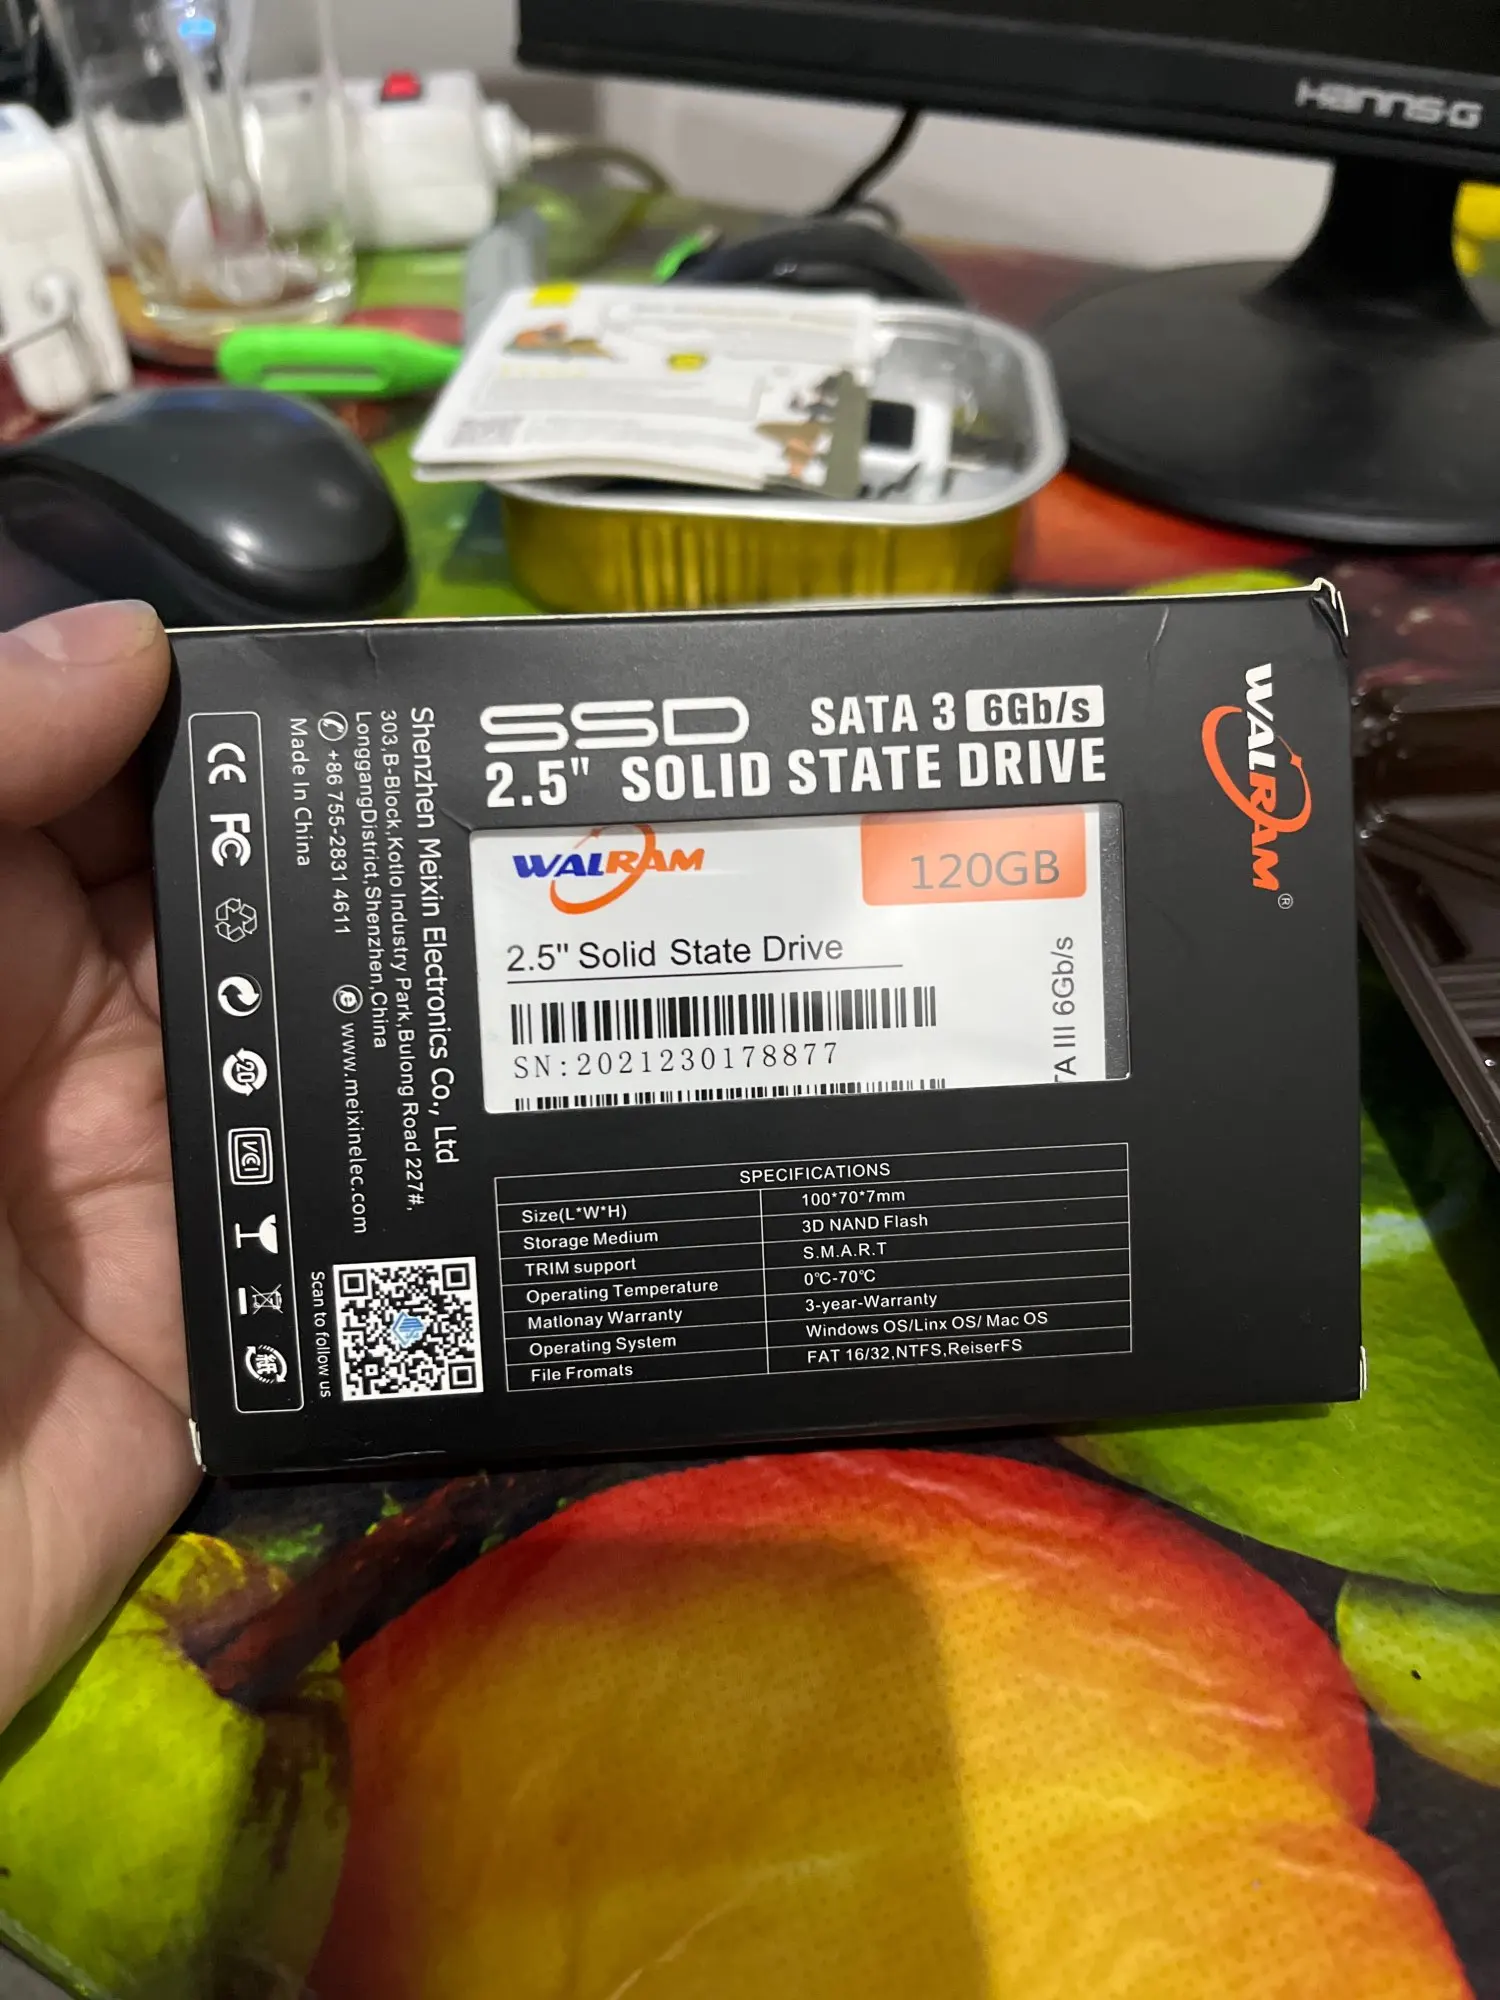 HANNS-G
WALRAM
®
SSD
SATA 3 6Gb/s
2.5" SOLID STATE DRIVE
WALRAM
120GB
2.5" Solid State Drive
SN:2021230178877
TA III 6Gb/s
SPECIFICATIONS
Size(L*W*H) 100*70*7mm
Storage Medium 3D NAND Flash
TRIM support S.M.A.R.T
Operating Temperature 0℃-70℃
Matlonay Warranty 3-year-Warranty
Operating System Windows OS/Linx OS/ Mac OS
File Fromats FAT 16/32,NTFS,ReiserFS
Shenzhen Meixin Electronics Co., Ltd
303,B-Block,Kotlo Industry Park,Bulong Road 227#,
LonggangDistrict,Shenzhen,China
+86 755-2831 4611 www.meixinelec.com
Made In China
Scan to follow us
CE
FC
20
VCI
紙